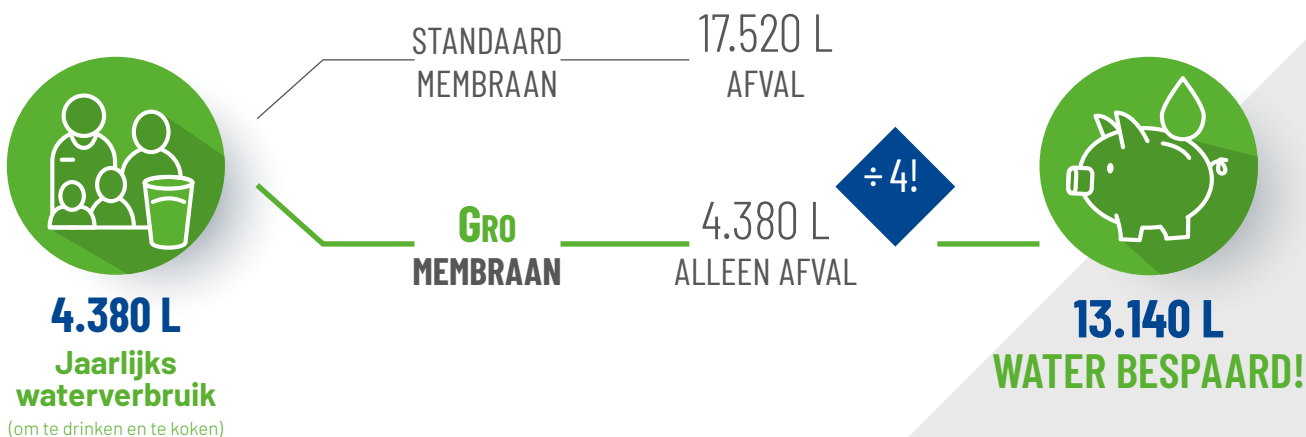 4.380 L
Jaarlijks
waterverbruik
(om te drinken en te koken)
STANDAARD
MEMBRAAN
17.520 L
AFVAL
GRO
MEMBRAAN
4.380 L
ALLEEN AFVAL
÷ 4!
13.140 L
WATER BESPAARD!